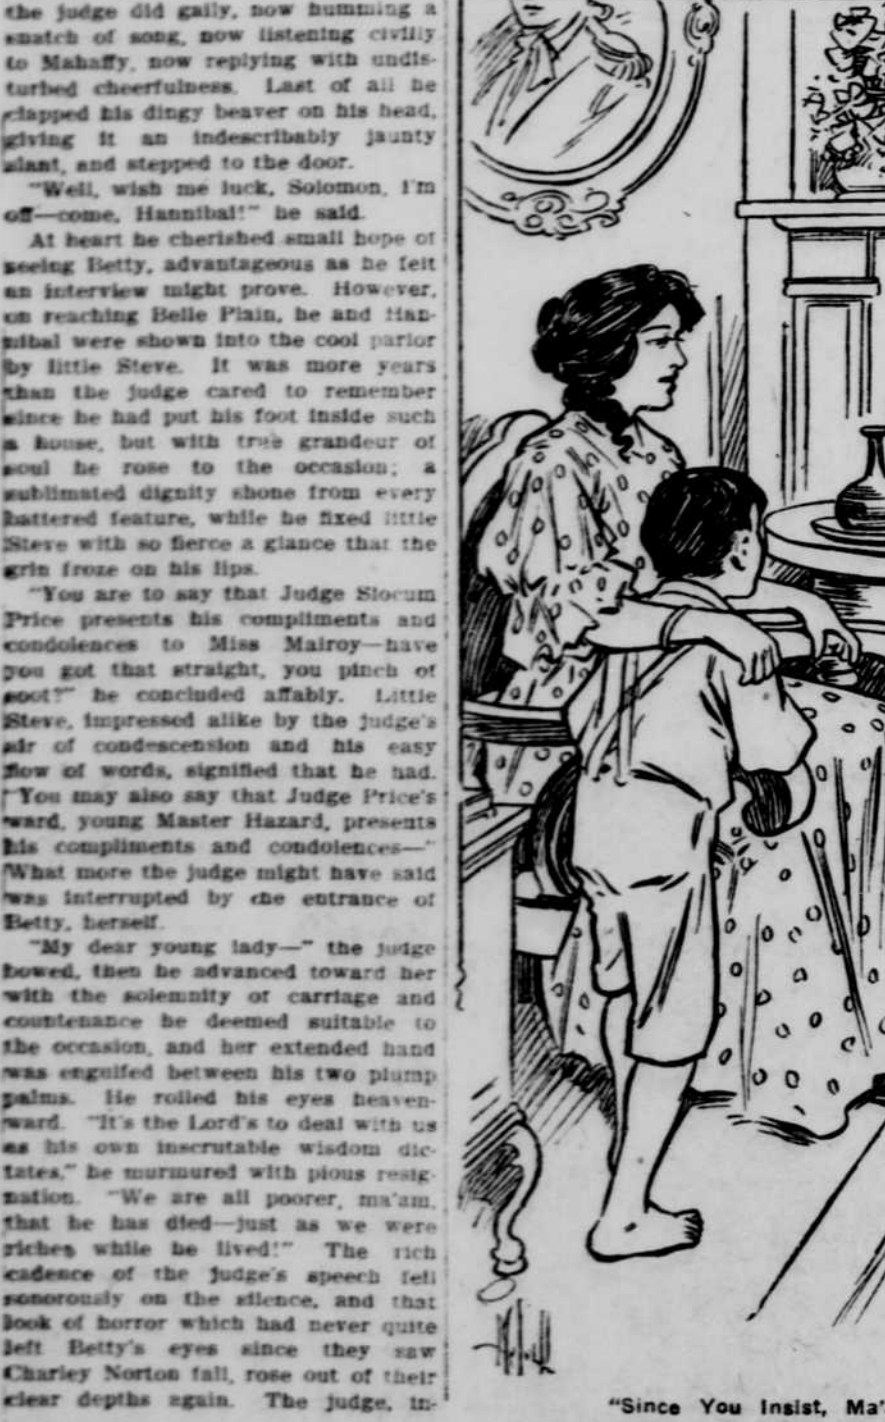 the judge did gaily, now humming a
snatch of song, now listening civilly
to Mahaffy, now replying with undis-
turbed cheerfulness. Last of all he
clapped his dingy beaver on his head,
giving it an indescribably jaunty
slant, and stepped to the door.
"Well, wish me luck, Solomon, I'm
off—come, Hannibal!" he said.
At heart he cherished small hope of
seeing Betty, advantageous as he felt
an interview might prove. However,
on reaching Belle Plain, he and Han-
nibal were shown into the cool parlor
by little Steve. It was more years
than the judge cared to remember
since he had put his foot inside such
a house, but with true grandeur of
soul he rose to the occasion; a
sublimated dignity shone from every
battered feature, while he fixed little
Steve with so fierce a glance that the
grin froze on his lips.
"You are to say that Judge Slocum
Price presents his compliments and
condolences to Miss Malroy—have
you got that straight, you pinch of
soot?" he concluded affably. Little
Steve, impressed alike by the judge's
air of condescension and his easy
flow of words, signified that he had.
"You may also say that Judge Price's
ward, young Master Hazard, presents
his compliments and condolences—"
What more the judge might have said
was interrupted by the entrance of
Betty, herself.
"My dear young lady—" the judge
bowed, then he advanced toward her
with the solemnity of carriage and
countenance he deemed suitable to
the occasion, and her extended hand
was engulfed between his two plump
palms. He rolled his eyes heaven-
ward. "It's the Lord's to deal with us
as his own inscrutable wisdom dic-
tates," he murmured with pious resig-
nation. "We are all poorer, ma'am,
that he has died—just as we were
riches while he lived!" The rich
cadence of the judge's speech fell
sonorously on the silence, and that
look of horror which had never quite
left Betty's eyes since they saw
Charley Norton fall, rose out of their
clear depths again. The judge, in-
"Since You Insist, Ma'